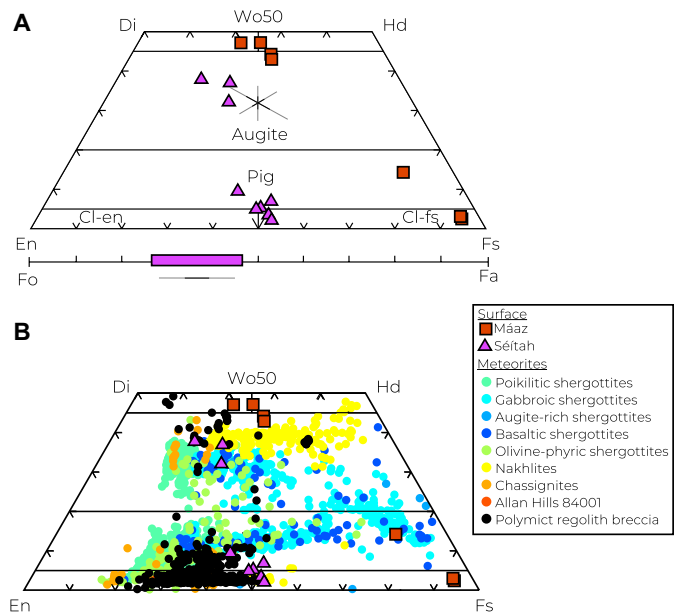 A
Wo50
Di
Hd
Augite
Pig
Cl-en
Cl-fs
En
Fs
Fo
Fa
B
Wo50
Di
Hd
En
Fs
Surface
Máaz
Séítah
Meteorites
Poikilitic shergottites
Gabbroic shergottites
Augite-rich shergottites
Basaltic shergottites
Olivine-phyric shergottites
Nakhlites
Chassignites
Allan Hills 84001
Polymict regolith breccia